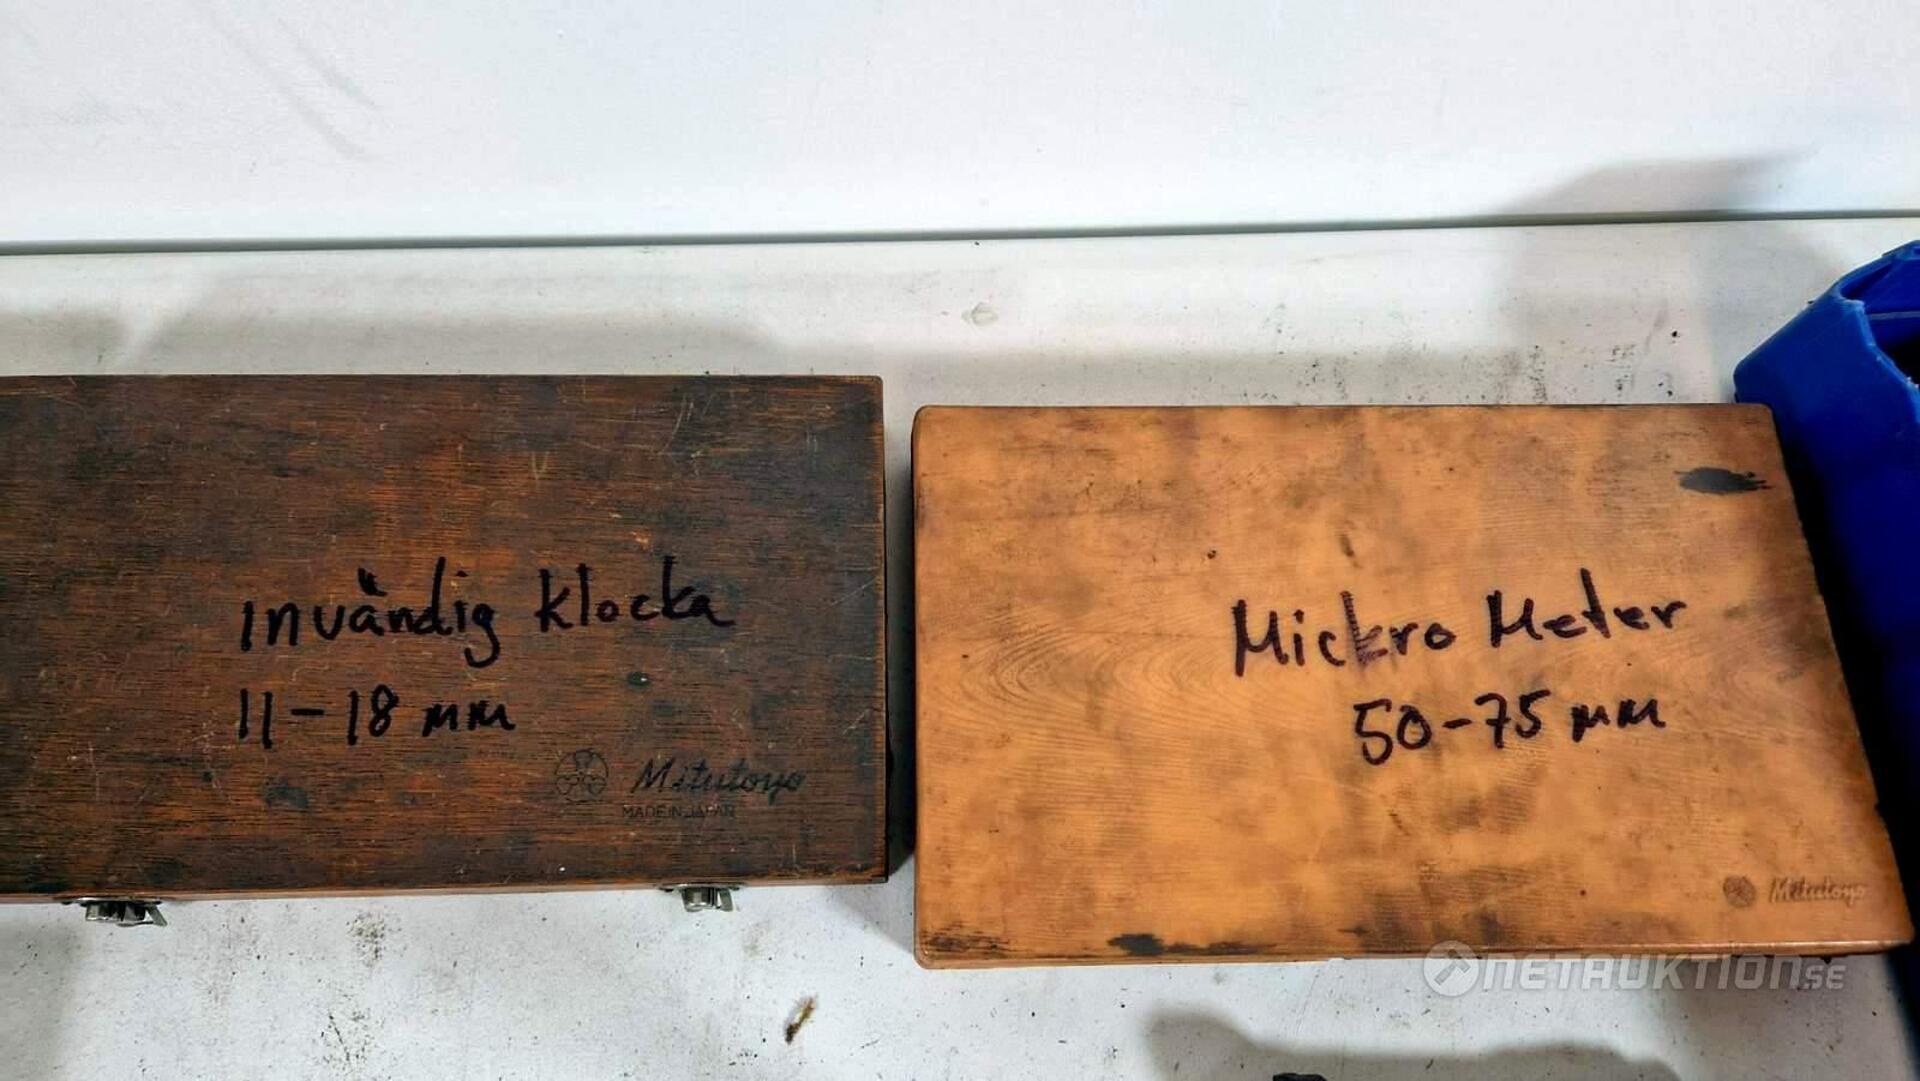 Invändig klocka
11-18 mm
Mitutoyo
MADE IN JAPAN
Mickro Meter
50-75 mm
Mitutoyo
NETAUKTION.SE